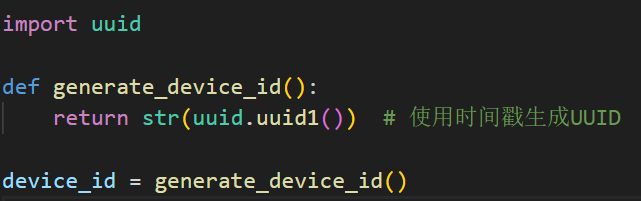 import uuid
def generate_device_id():
    return str(uuid.uuid1())  # 使用时间戳生成UUID
device_id = generate_device_id()